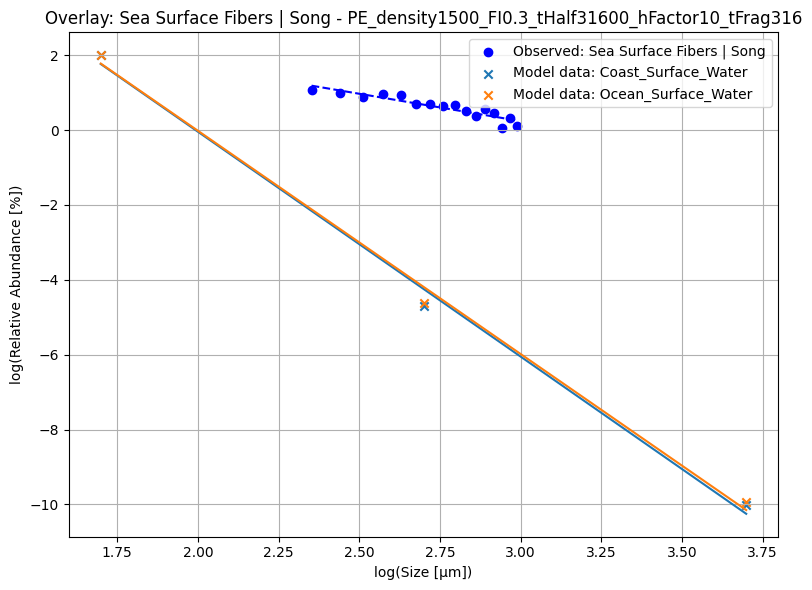 Overlay: Sea Surface Fibers | Song - PE_density1500_FI0.3_tHalf31600_hFactor10_tFrag316
Observed: Sea Surface Fibers | Song
Model data: Coast_Surface_Water
Model data: Ocean_Surface_Water
log(Relative Abundance [%])
2
0
−2
−4
−6
−8
−10
1.75 2.00 2.25 2.50 2.75 3.00 3.25 3.50 3.75
log(Size [µm])